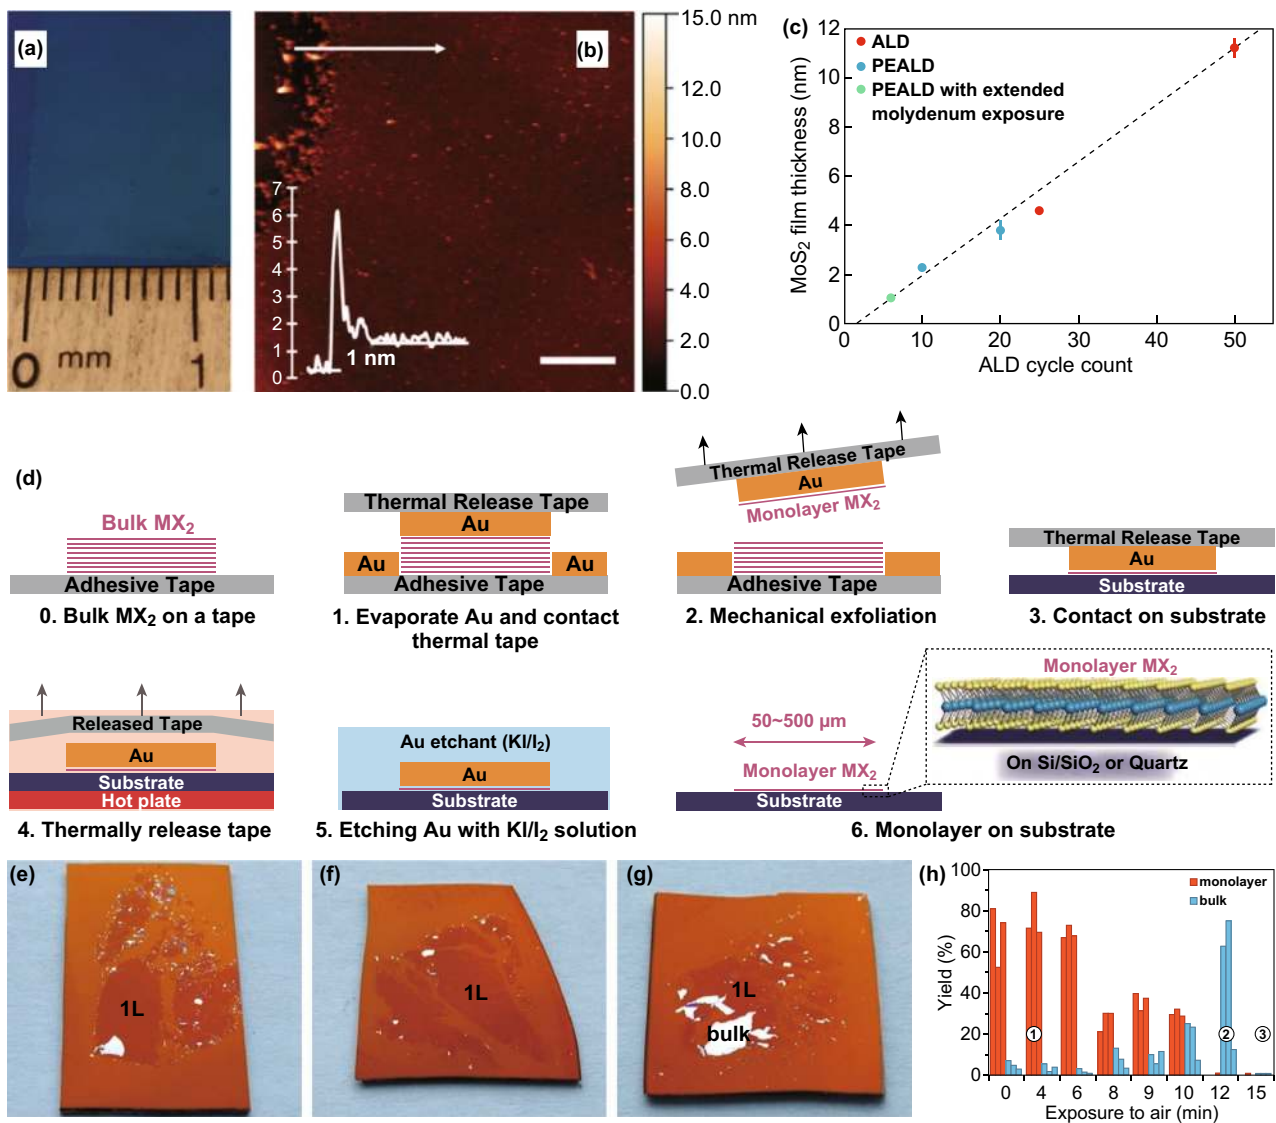 (a)
0 mm 1
(b)
15.0 nm
12.0
10.0
8.0
6.0
4.0
2.0
0.0
7
6
5
4
3
2
1
0
1 nm
(c)
ALD
PEALD
PEALD with extended
molydenum exposure
MoS₂ film thickness (nm)
12
10
8
6
4
2
0
0 10 20 30 40 50
ALD cycle count
(d)
Bulk MX₂
Adhesive Tape
0. Bulk MX₂ on a tape
Thermal Release Tape
Au
Au Au
Adhesive Tape
1. Evaporate Au and contact
thermal tape
Thermal Release Tape
Au
Monolayer MX₂
Adhesive Tape
2. Mechanical exfoliation
Thermal Release Tape
Au
Substrate
3. Contact on substrate
Released Tape
Au
Substrate
Hot plate
4. Thermally release tape
Au etchant (KI/I₂)
Au
Substrate
5. Etching Au with KI/I₂ solution
50~500 μm
Monolayer MX₂
Substrate
6. Monolayer on substrate
Monolayer MX₂
On Si/SiO₂ or Quartz
(e)
1L
(f)
1L
(g)
1L
bulk
(h)
monolayer
bulk
Yield (%)
100
80
60
40
20
0
1 2 3
0 4 6 8 9 10 12 15
Exposure to air (min)